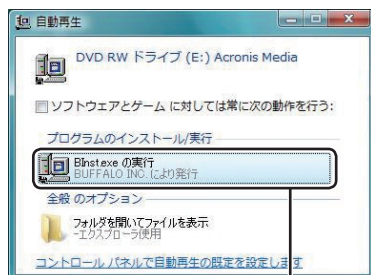 自動再生
DVD RW ドライブ (E:) Acronis Media
ソフトウェアとゲーム に対しては常に次の動作を行う:
プログラムのインストール/実行
BInst.exe の実行
BUFFALO INC. により発行
全般 のオプション
フォルダを開いてファイルを表示
-エクスプローラ使用
コントロール パネルで自動再生の既定を設定します